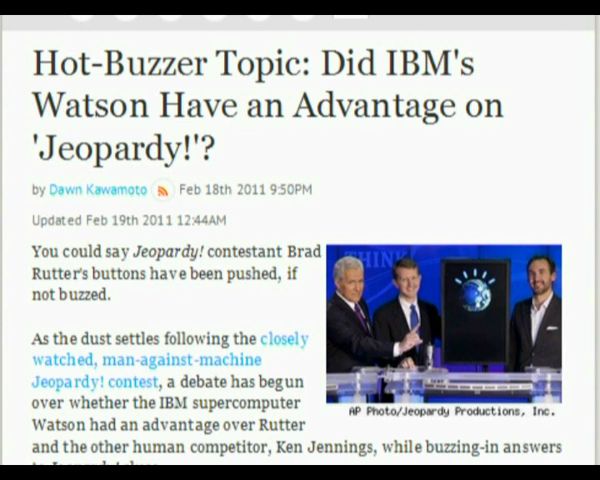 Hot-Buzzer Topic: Did IBM's
Watson Have an Advantage on
'Jeopardy!'?
by Dawn Kawamoto Feb 18th 2011 9:50PM
Updated Feb 19th 2011 12:44AM
You could say Jeopardy! contestant Brad
Rutter's buttons have been pushed, if
not buzzed.
THINK
AP Photo/Jeopardy Productions, Inc.
As the dust settles following the closely
watched, man-against-machine
Jeopardy! contest, a debate has begun
over whether the IBM supercomputer
Watson had an advantage over Rutter
and the other human competitor, Ken Jennings, while buzzing-in answers